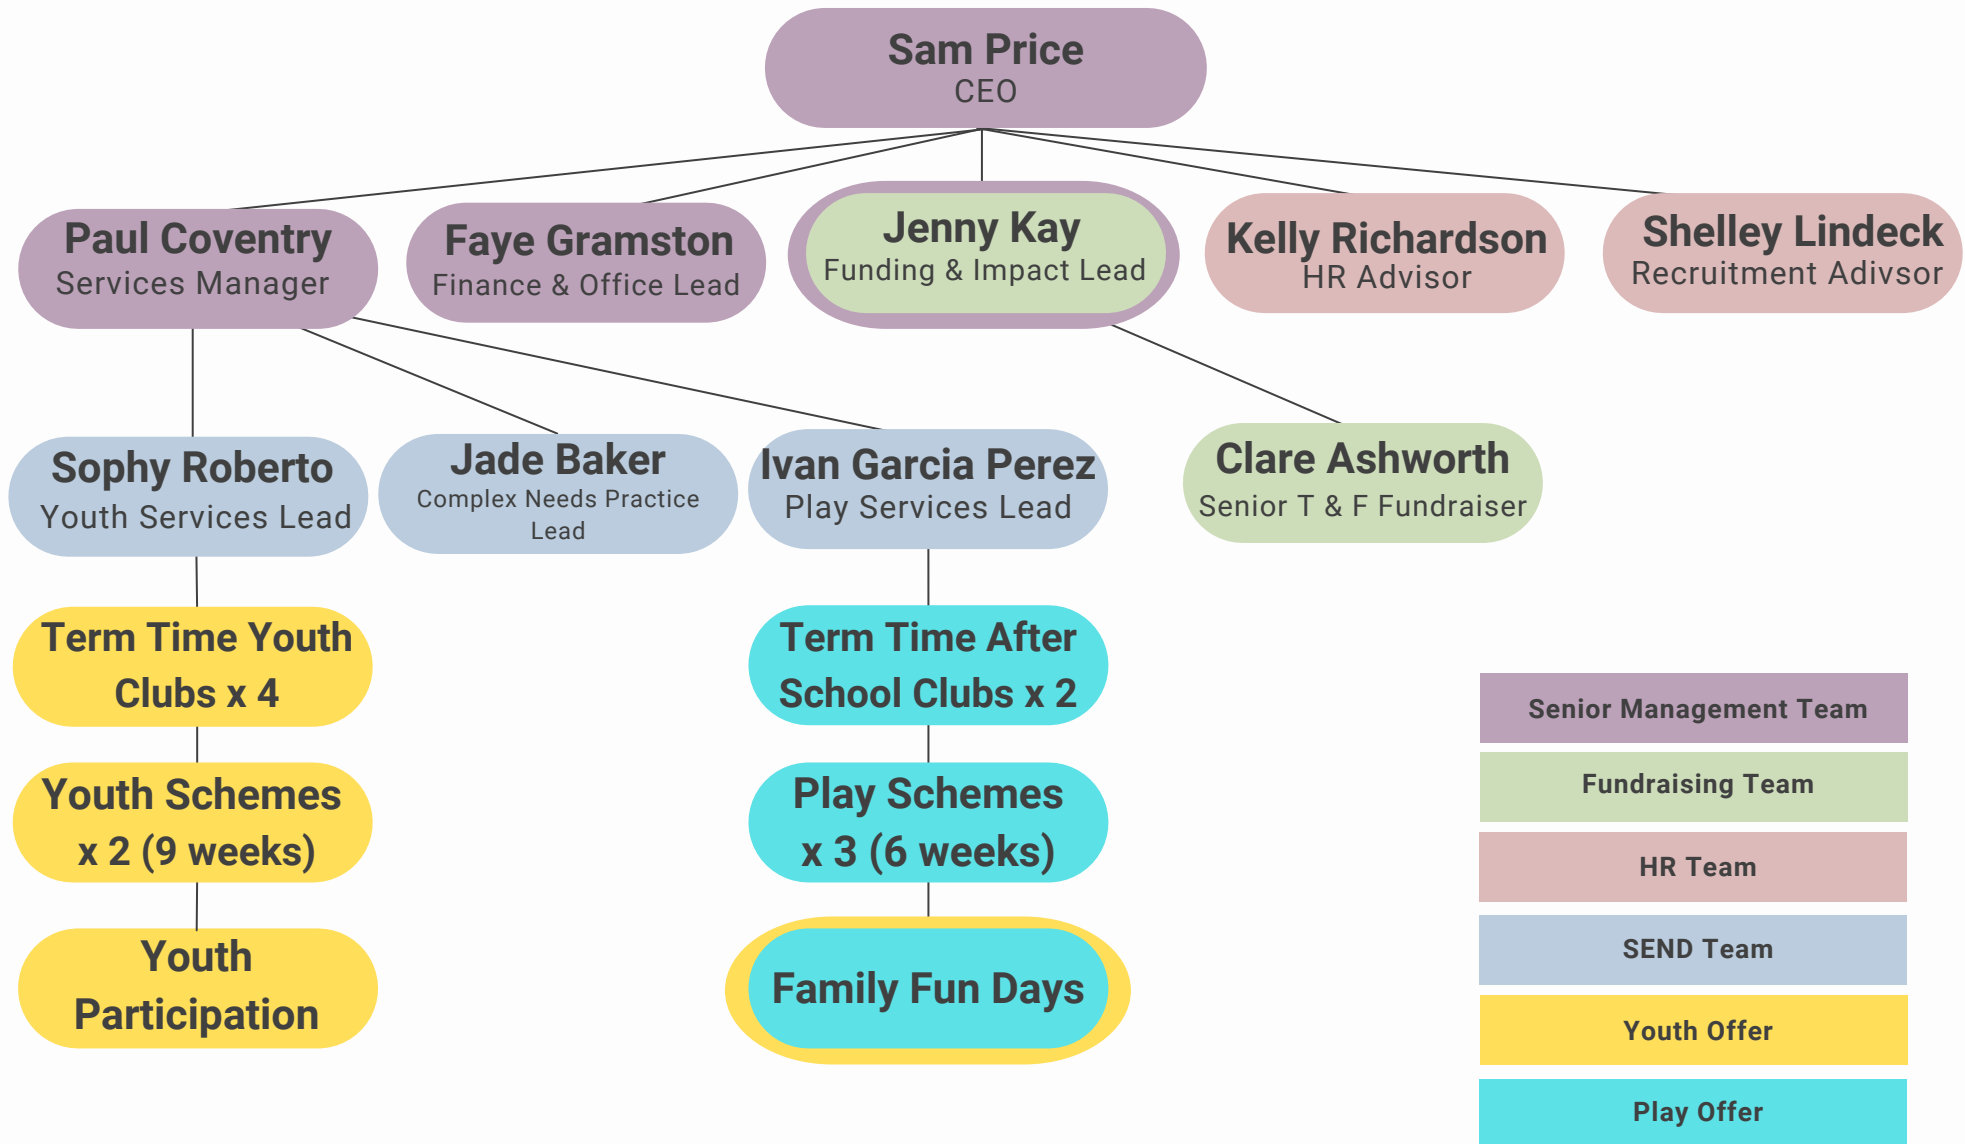 Sam Price
CEO
Paul Coventry
Services Manager
Faye Gramston
Finance & Office Lead
Jenny Kay
Funding & Impact Lead
Kelly Richardson
HR Advisor
Shelley Lindeck
Recruitment Adivsor
Sophy Roberto
Youth Services Lead
Jade Baker
Complex Needs Practice
Lead
Ivan Garcia Perez
Play Services Lead
Clare Ashworth
Senior T & F Fundraiser
Term Time Youth
Clubs x 4
Term Time After
School Clubs x 2
Youth Schemes
x 2 (9 weeks)
Play Schemes
x 3 (6 weeks)
Youth
Participation
Family Fun Days
Senior Management Team
Fundraising Team
HR Team
SEND Team
Youth Offer
Play Offer